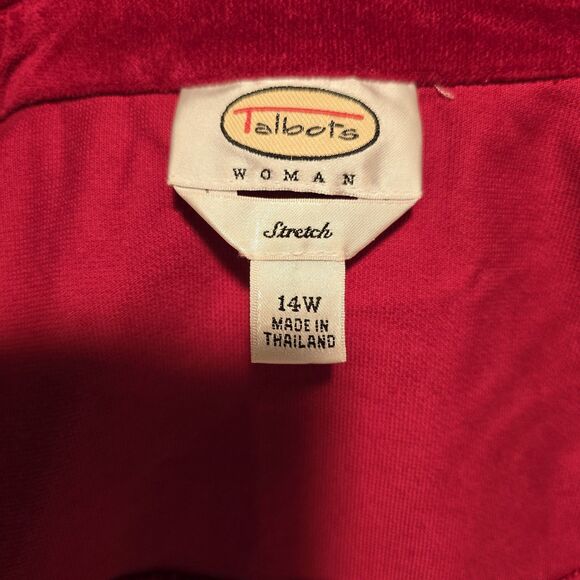 Talbots
WOMAN
Stretch
14W
MADE IN
THAILAND